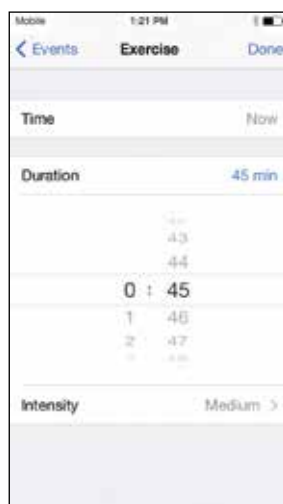 Mobile 1:21 PM
< Events Exercise Done
Time Now
Duration 45 min
43
44
0 : 45
1 46
2 47
Intensity Medium >